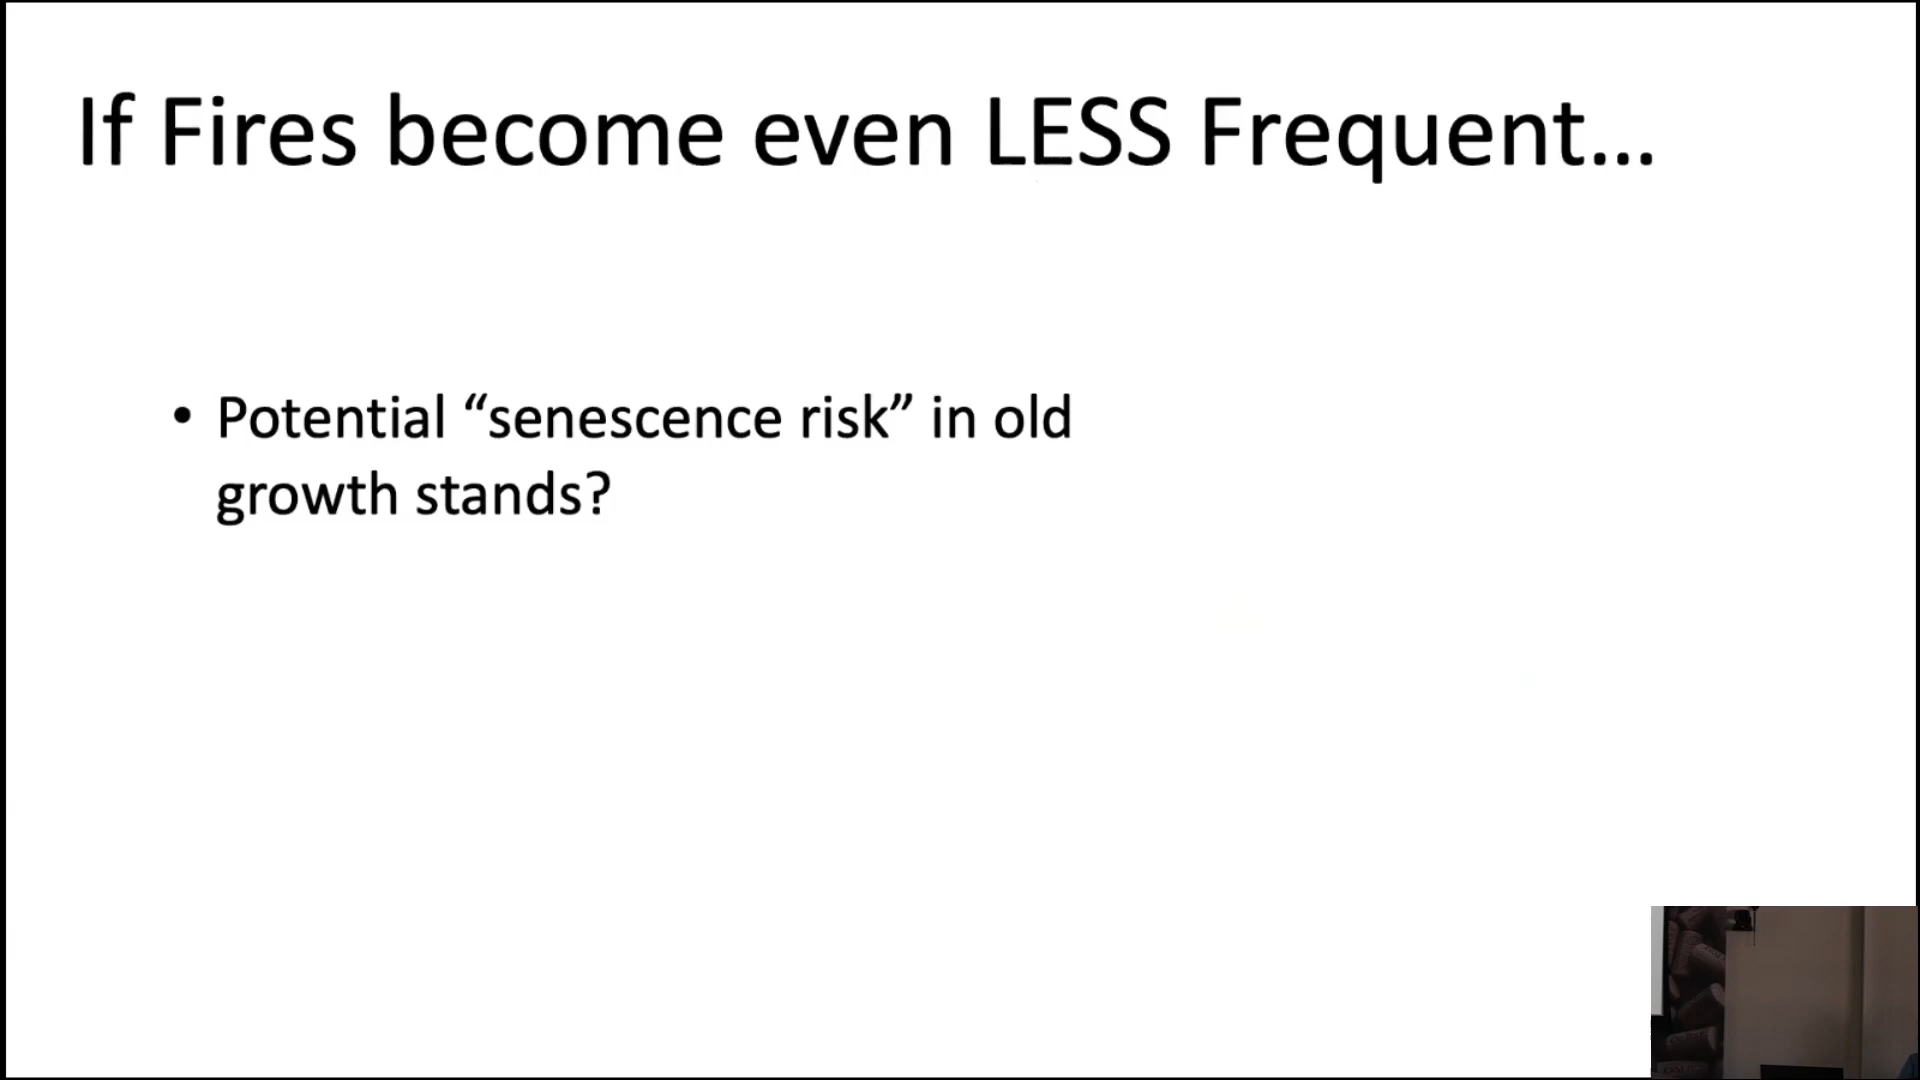 If Fires become even LESS Frequent...
• Potential “senescence risk” in old
growth stands?